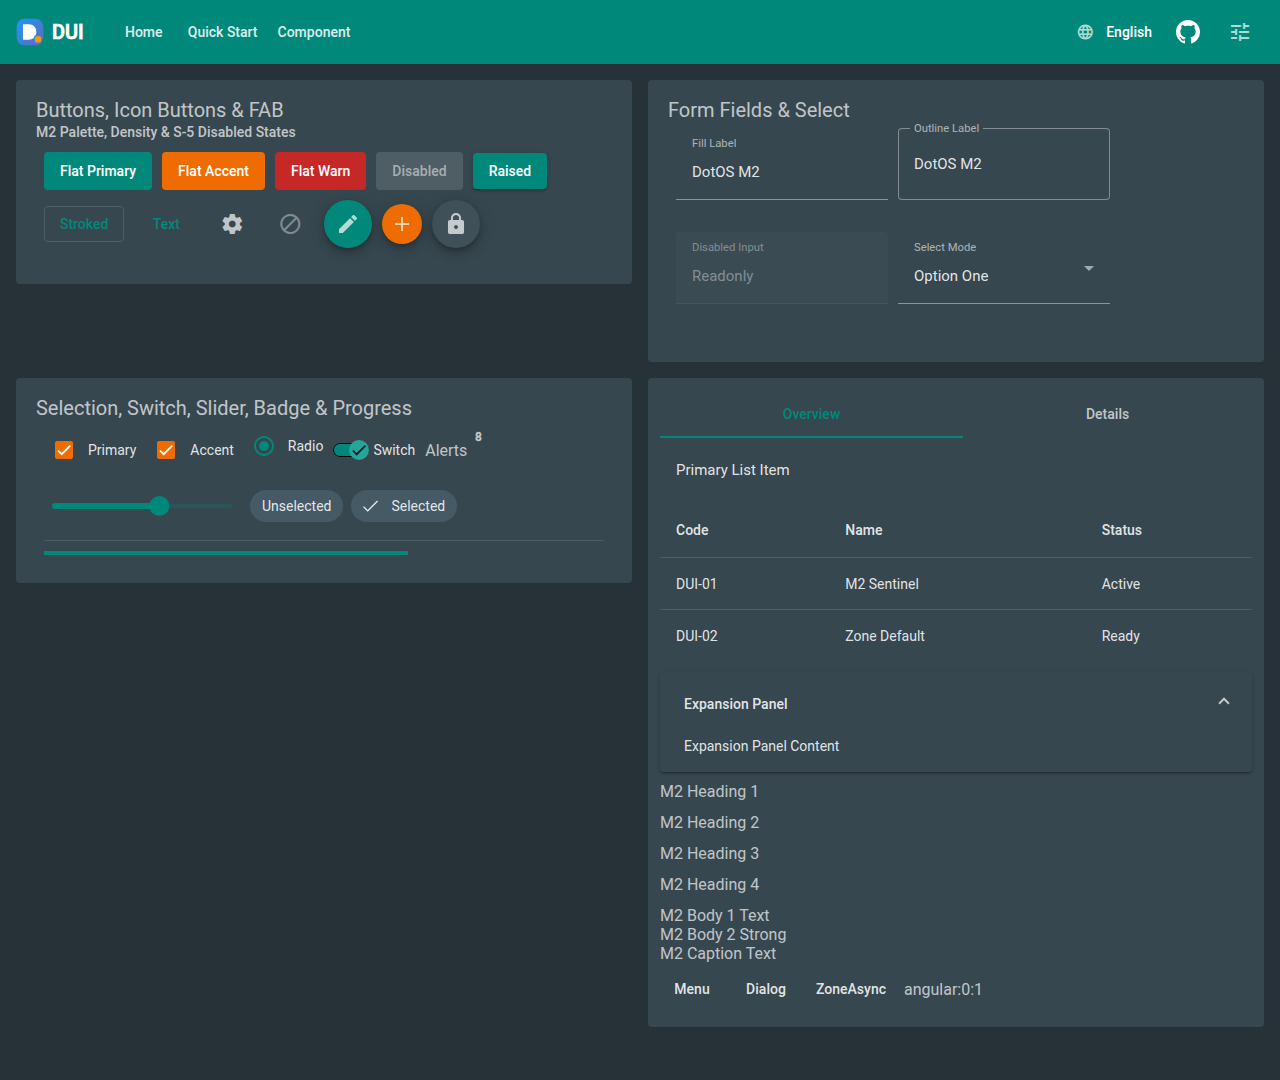 DUI
Home
Quick Start
Component
English
Buttons, Icon Buttons & FAB
M2 Palette, Density & S-5 Disabled States
Flat Primary
Flat Accent
Flat Warn
Disabled
Raised
Stroked
Text
Form Fields & Select
Fill Label
DotOS M2
Outline Label
DotOS M2
Disabled Input
Readonly
Select Mode
Option One
Selection, Switch, Slider, Badge & Progress
Primary
Accent
Radio
Switch
Alerts
8
Unselected
Selected
Overview
Details
Primary List Item
Code Name Status
DUI-01 M2 Sentinel Active
DUI-02 Zone Default Ready
Expansion Panel
Expansion Panel Content
M2 Heading 1
M2 Heading 2
M2 Heading 3
M2 Heading 4
M2 Body 1 Text
M2 Body 2 Strong
M2 Caption Text
Menu
Dialog
ZoneAsync
angular:0:1